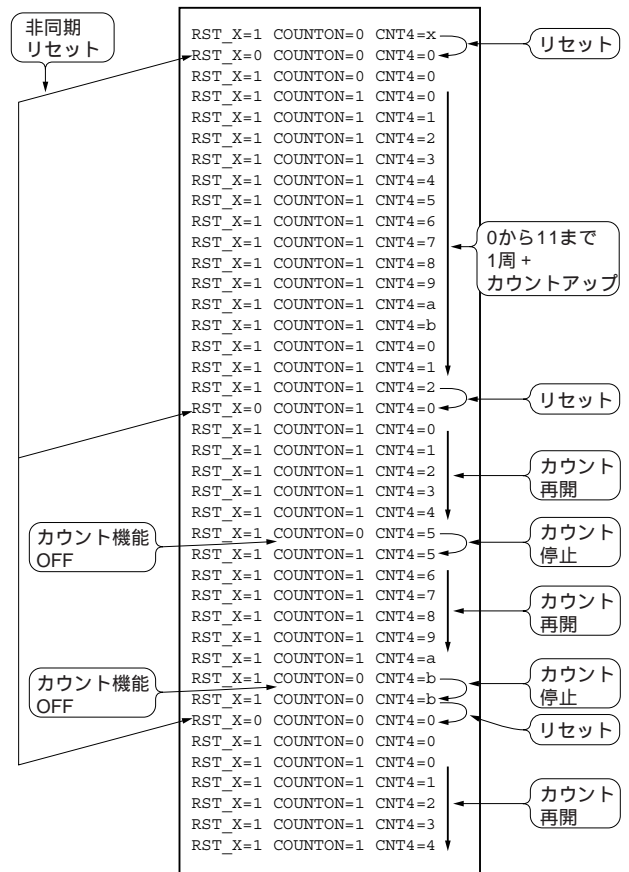 非同期
リセット
RST_X=1 COUNTON=0 CNT4=x
リセット
RST_X=0 COUNTON=0 CNT4=0
RST_X=1 COUNTON=0 CNT4=0
RST_X=1 COUNTON=1 CNT4=0
RST_X=1 COUNTON=1 CNT4=1
RST_X=1 COUNTON=1 CNT4=2
RST_X=1 COUNTON=1 CNT4=3
RST_X=1 COUNTON=1 CNT4=4
RST_X=1 COUNTON=1 CNT4=5
RST_X=1 COUNTON=1 CNT4=6
RST_X=1 COUNTON=1 CNT4=7
RST_X=1 COUNTON=1 CNT4=8
RST_X=1 COUNTON=1 CNT4=9
RST_X=1 COUNTON=1 CNT4=a
RST_X=1 COUNTON=1 CNT4=b
RST_X=1 COUNTON=1 CNT4=0
RST_X=1 COUNTON=1 CNT4=1
0から11まで
1周+
カウントアップ
RST_X=1 COUNTON=1 CNT4=2
RST_X=0 COUNTON=1 CNT4=0
リセット
RST_X=1 COUNTON=1 CNT4=0
RST_X=1 COUNTON=1 CNT4=1
RST_X=1 COUNTON=1 CNT4=2
RST_X=1 COUNTON=1 CNT4=3
RST_X=1 COUNTON=1 CNT4=4
カウント
再開
カウント機能
OFF
RST_X=1 COUNTON=0 CNT4=5
RST_X=1 COUNTON=1 CNT4=5
カウント
停止
RST_X=1 COUNTON=1 CNT4=6
RST_X=1 COUNTON=1 CNT4=7
RST_X=1 COUNTON=1 CNT4=8
RST_X=1 COUNTON=1 CNT4=9
RST_X=1 COUNTON=1 CNT4=a
カウント
再開
カウント機能
OFF
RST_X=1 COUNTON=0 CNT4=b
RST_X=1 COUNTON=0 CNT4=b
カウント
停止
RST_X=0 COUNTON=0 CNT4=0
リセット
RST_X=1 COUNTON=0 CNT4=0
RST_X=1 COUNTON=1 CNT4=0
RST_X=1 COUNTON=1 CNT4=1
RST_X=1 COUNTON=1 CNT4=2
RST_X=1 COUNTON=1 CNT4=3
RST_X=1 COUNTON=1 CNT4=4
カウント
再開